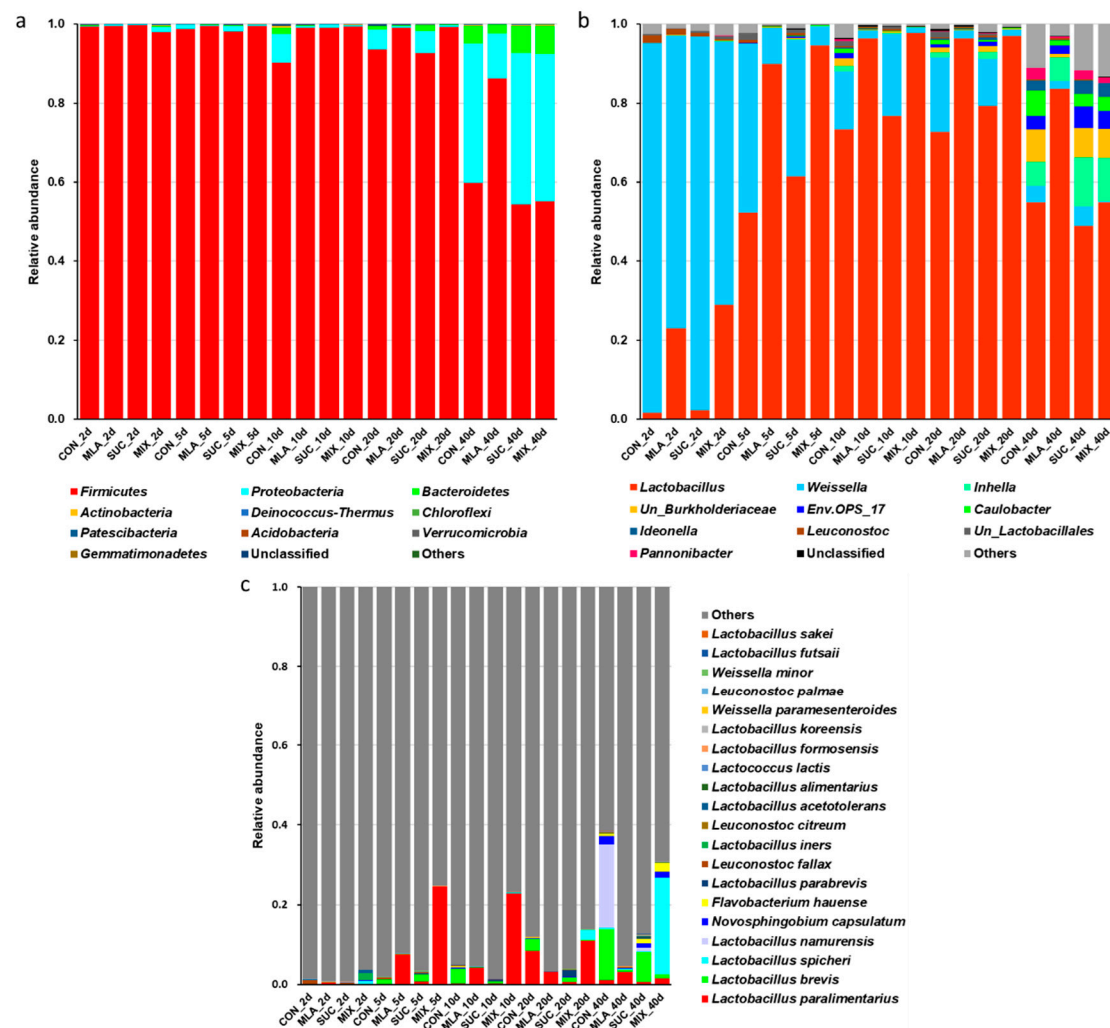 a
1.0
0.8
0.6
0.4
0.2
0.0
Relative abundance
CON_2d MLA_2d SUC_2d MIX_2d CON_5d MLA_5d SUC_5d MIX_5d CON_10d MLA_10d SUC_10d MIX_10d CON_20d MLA_20d SUC_20d MIX_20d CON_40d MLA_40d SUC_40d MIX_40d
Firmicutes Proteobacteria Bacteroidetes
Actinobacteria Deinococcus-Thermus Chloroflexi
Patescibacteria Acidobacteria Verrucomicrobia
Gemmatimonadetes Unclassified Others
b
1.0
0.8
0.6
0.4
0.2
0.0
Relative abundance
CON_2d MLA_2d SUC_2d MIX_2d CON_5d MLA_5d SUC_5d MIX_5d CON_10d MLA_10d SUC_10d MIX_10d CON_20d MLA_20d SUC_20d MIX_20d CON_40d MLA_40d SUC_40d MIX_40d
Lactobacillus Weissella Inhella
Un_Burkholderiaceae Env.OPS_17 Caulobacter
Ideonella Leuconostoc Un_Lactobacillales
Pannonibacter Unclassified Others
c
1.0
0.8
0.6
0.4
0.2
0.0
Relative abundance
CON_2d MLA_2d SUC_2d MIX_2d CON_5d MLA_5d SUC_5d MIX_5d CON_10d MLA_10d SUC_10d MIX_10d CON_20d MLA_20d SUC_20d MIX_20d CON_40d MLA_40d SUC_40d MIX_40d
Others
Lactobacillus sakei
Lactobacillus futsaii
Weissella minor
Leuconostoc palmae
Weissella paramesenteroides
Lactobacillus koreensis
Lactobacillus formosensis
Lactococcus lactis
Lactobacillus alimentarius
Lactobacillus acetotolerans
Leuconostoc citreum
Lactobacillus iners
Leuconostoc fallax
Lactobacillus parabrevis
Flavobacterium hauense
Novosphingobium capsulatum
Lactobacillus namurensis
Lactobacillus spicheri
Lactobacillus brevis
Lactobacillus paralimentarius